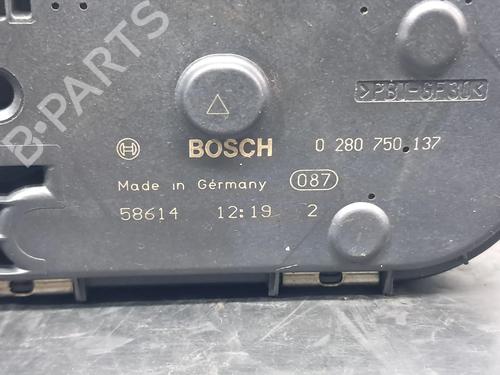 B-PARTS
>PBT-GF30<
BOSCH 0 280 750 137
Made in Germany 087
58614 12:19 2